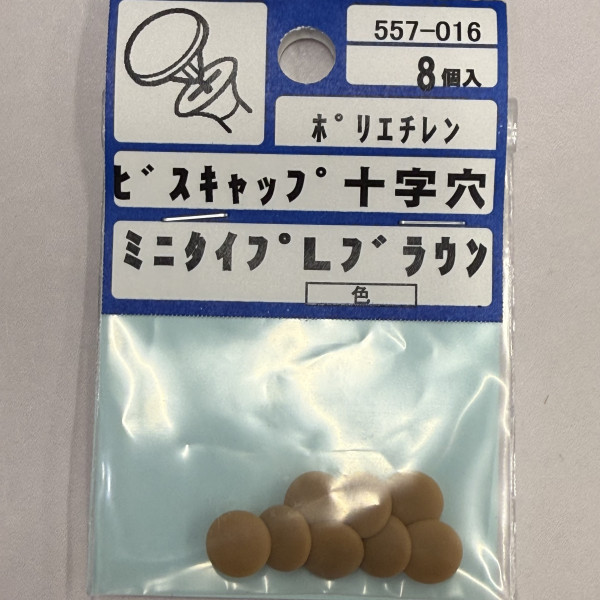 557-016
8個入
ポリエチレン
ビスキャップ十字穴
ミニタイプLブラウン
色